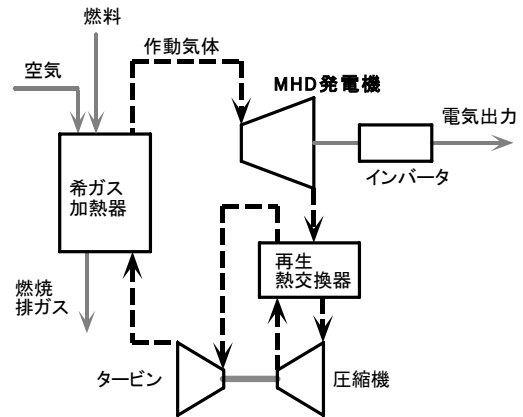 燃料
空気
作動気体
MHD発電機
電気出力
インバータ
希ガス
加熱器
再生
熱交換器
燃焼
排ガス
タービン
圧縮機